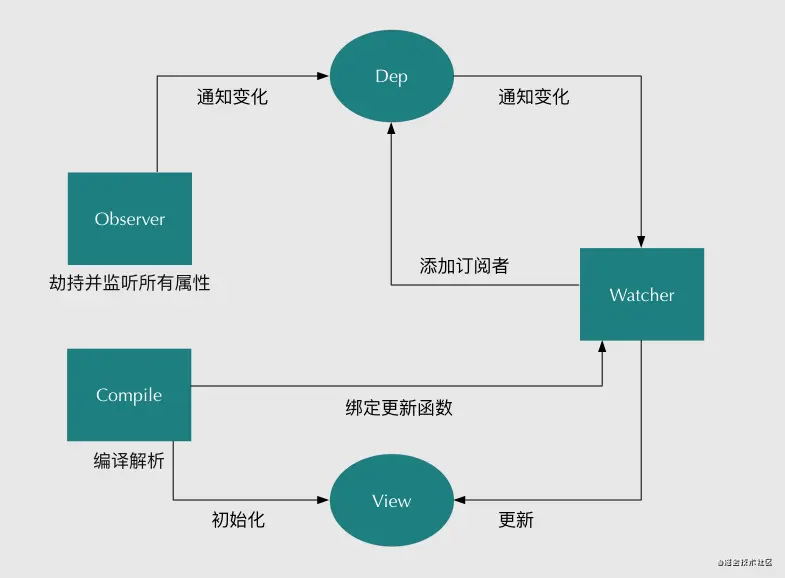 Dep
通知变化
通知变化
Observer
劫持并监听所有属性
添加订阅者
Watcher
Compile
绑定更新函数
编译解析
View
初始化
更新
@掘金技术社区